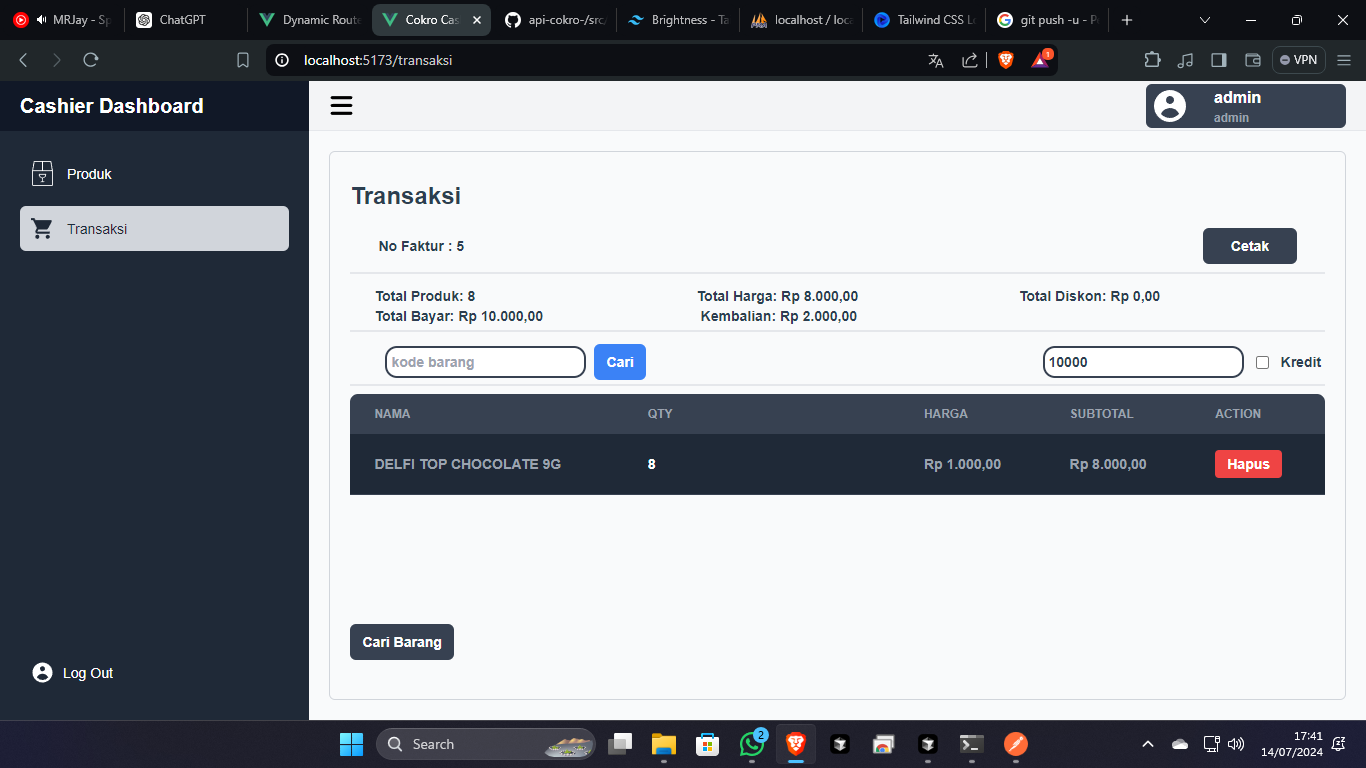 MRJay - Sp
ChatGPT
Dynamic Route
Cokro Cas
api-cokro-/src/
Brightness - Ta
localhost / loca
Tailwind CSS Le
git push -u - Pe
localhost:5173/transaksi
1
VPN
Cashier Dashboard
admin
admin
Produk
Transaksi
Log Out
Transaksi
No Faktur : 5
Cetak
Total Produk: 8
Total Harga: Rp 8.000,00
Total Diskon: Rp 0,00
Total Bayar: Rp 10.000,00
Kembalian: Rp 2.000,00
kode barang
Cari
10000
Kredit
NAMA QTY HARGA SUBTOTAL ACTION
DELFI TOP CHOCOLATE 9G 8 Rp 1.000,00 Rp 8.000,00 Hapus
Cari Barang
Search
2
17:41
14/07/2024